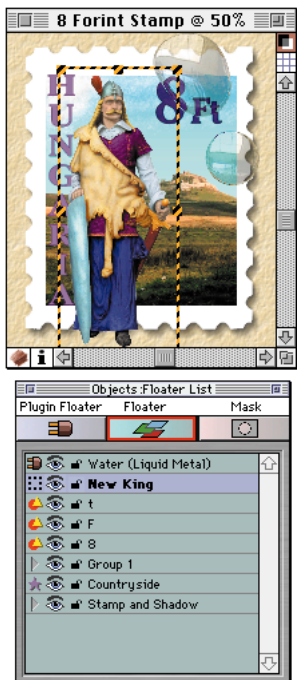 8 Forint Stamp @ 50%
HUNGARIA
8 Ft
i
Objects :Floater List
Plugin Floater Floater Mask
Water (Liquid Metal)
New King
t
F
8
Group 1
Countryside
Stamp and Shadow